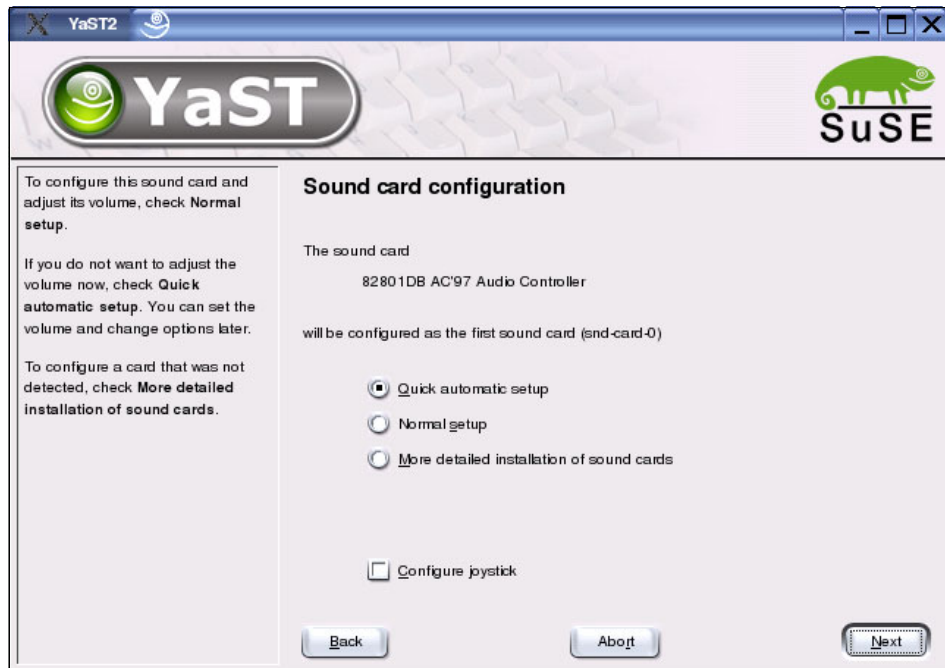 YaST2
YaST
SuSE
To configure this sound card and
adjust its volume, check Normal
setup.
If you do not want to adjust the
volume now, check Quick
automatic setup. You can set the
volume and change options later.
To configure a card that was not
detected, check More detailed
installation of sound cards.
Sound card configuration
The sound card
82801DB AC'97 Audio Controller
will be configured as the first sound card (snd-card-0)
Quick automatic setup
Normal setup
More detailed installation of sound cards
Configure joystick
Back
Abort
Next